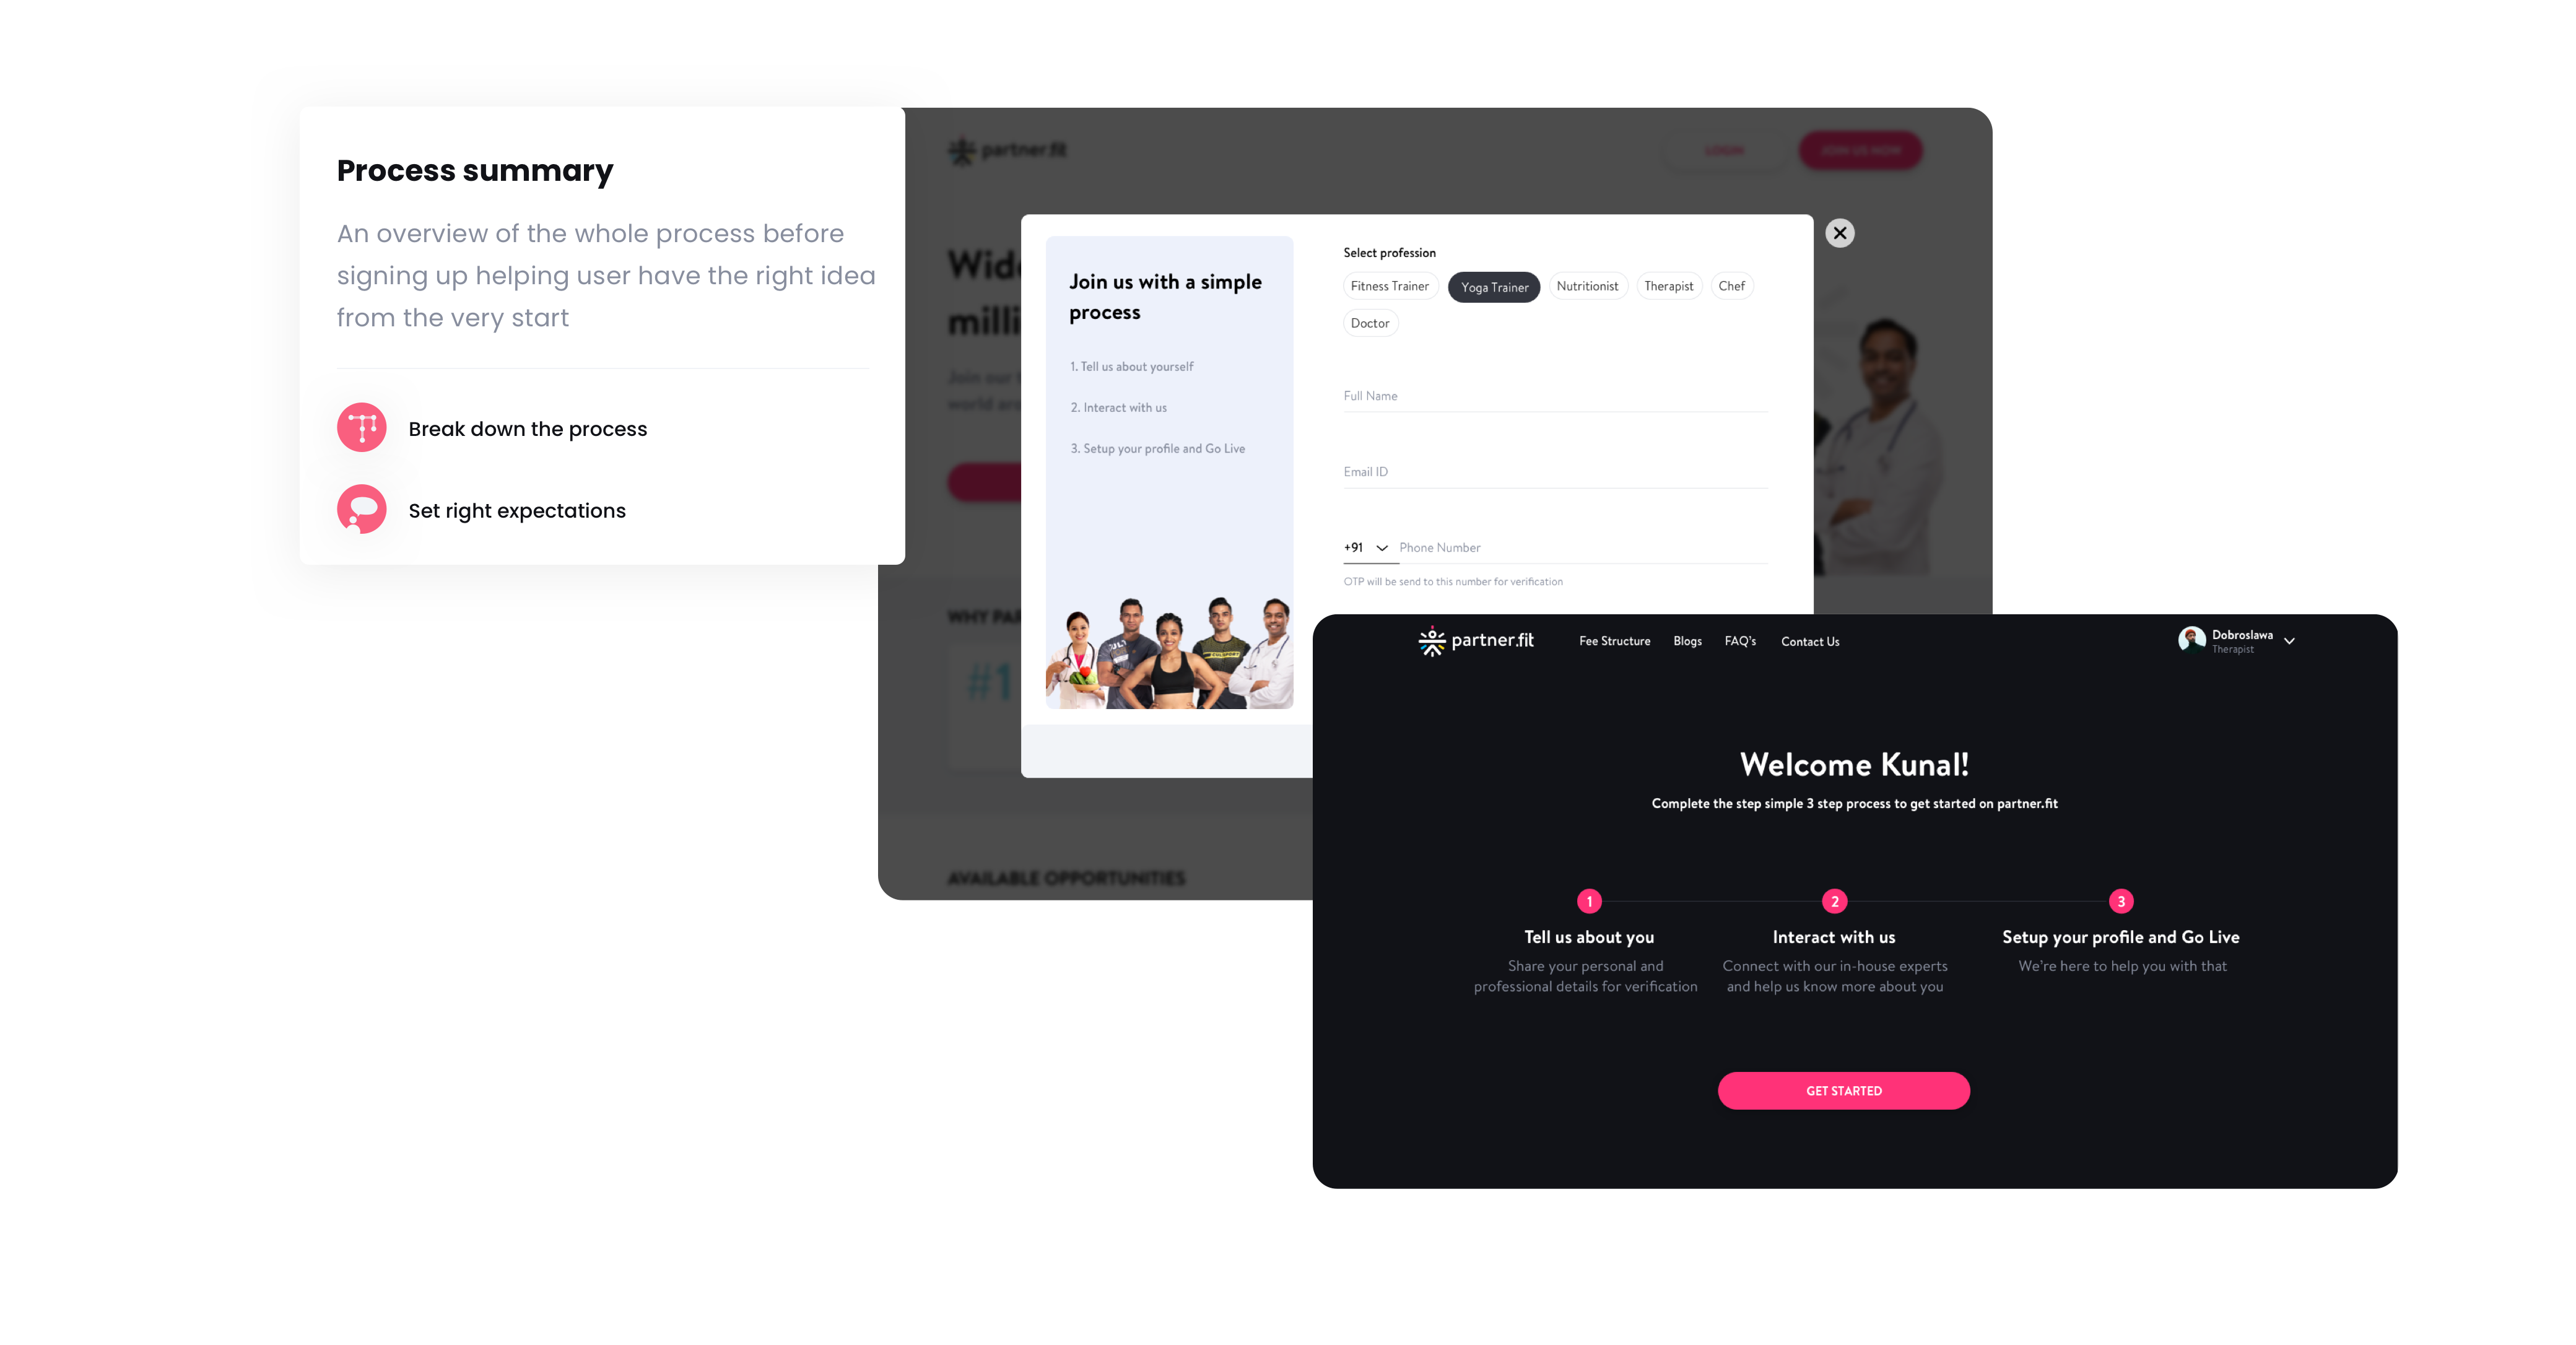 Process summary
An overview of the whole process before
signing up helping user have the right idea
from the very start
Break down the process
Set right expectations
partner.fit
LOGIN
JOIN US NOW
Wide
milli
Join our
world
WHY PAR
#1
AVAILABLE OPPORTUNITIES
Join us with a simple
process
1. Tell us about yourself
2. Interact with us
3. Setup your profile and Go Live
Select profession
Fitness Trainer Yoga Trainer Nutritionist Therapist Chef
Doctor
Full Name
Email ID
+91 Phone Number
OTP will be send to this number for verification
partner.fit Fee Structure Blogs FAQ's Contact Us
Dobroslawa
Therapist
Welcome Kunal!
Complete the step simple 3 step process to get started on partner.fit
1 2 3
Tell us about you
Share your personal and
professional details for verification
Interact with us
Connect with our in-house experts
and help us know more about you
Setup your profile and Go Live
We're here to help you with that
GET STARTED